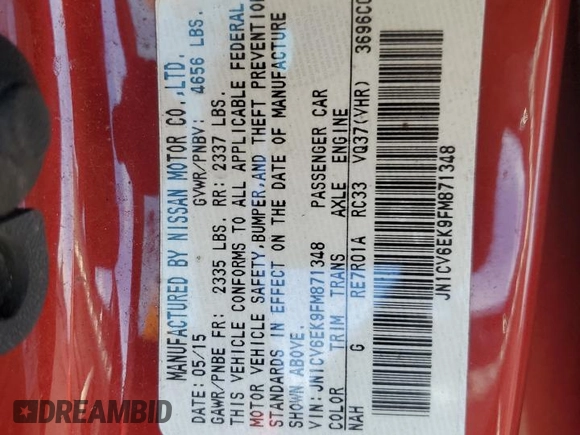 MANUFACTURED BY NISSAN MOTOR CO.,LTD.
DATE: 05/15 GVWR/PNBV: 4656 LBS.
GAWR/PNBE FR: 2335 LBS. RR: 2337 LBS.
THIS VEHICLE CONFORMS TO ALL APPLICABLE FEDERAL
MOTOR VEHICLE SAFETY,BUMPER,AND THEFT PREVENTION
STANDARDS IN EFFECT ON THE DATE OF MANUFACTURE
SHOWN ABOVE.
VIN: JN1CV6EK9FM871348 PASSENGER CAR
COLOR TRIM TRANS AXLE ENGINE
NAH G RE7R01A RC33 VQ37(VHR) 3696CC
JN1CV6EK9FM871348
DREAMBID